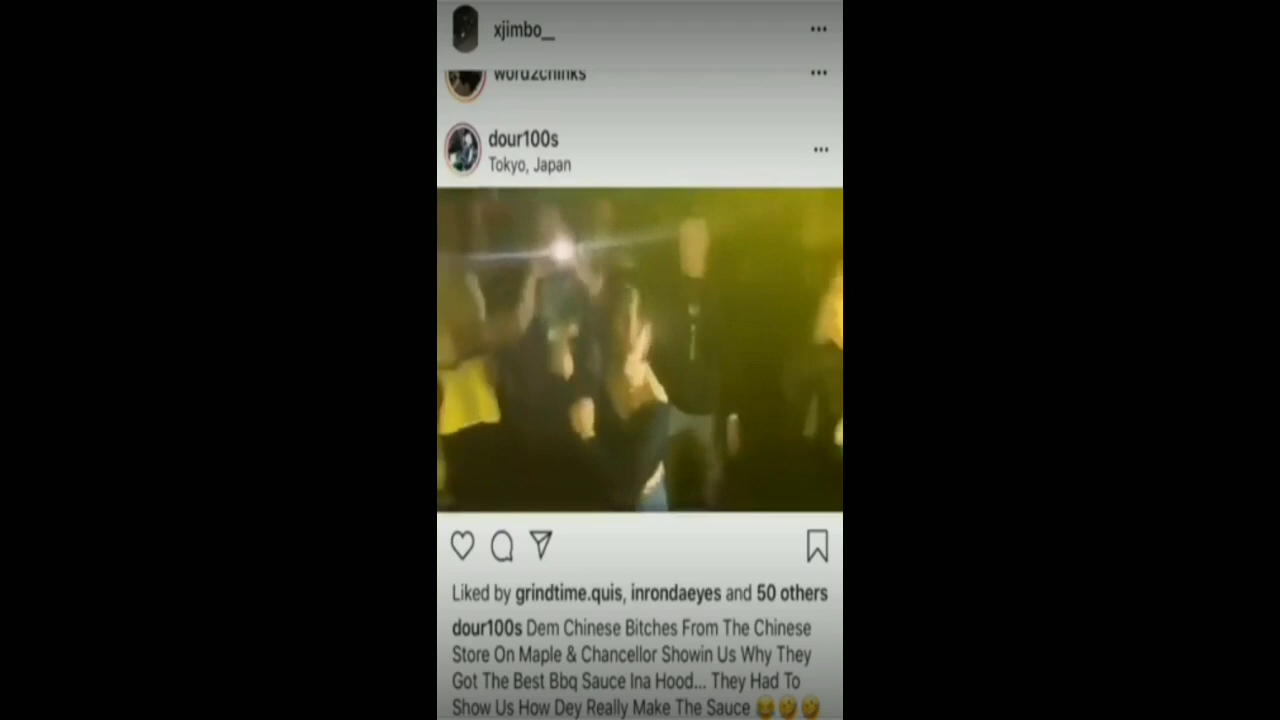 xjimbo__
word2chinks
dour100s
Tokyo, Japan
Liked by grindtime.quis, inrondaeyes and 50 others
dour100s Dem Chinese Bitches From The Chinese
Store On Maple & Chancellor Showin Us Why They
Got The Best Bbq Sauce Ina Hood... They Had To
Show Us How Dey Really Make The Sauce 😂🤣🤣